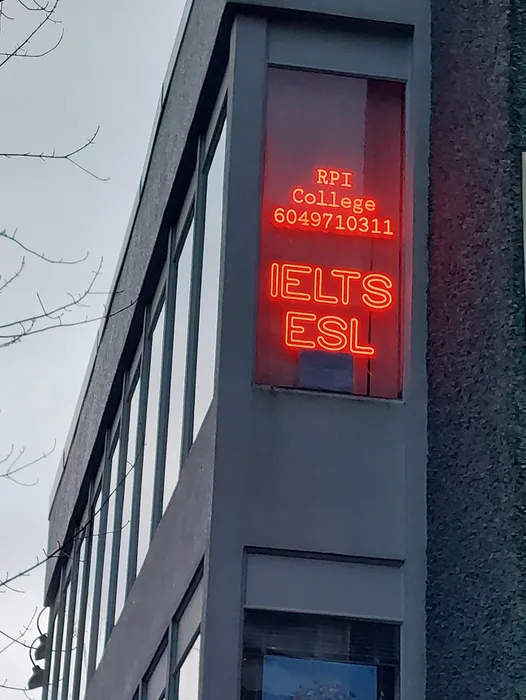 RPI
College
6049710311
IELTS
ESL